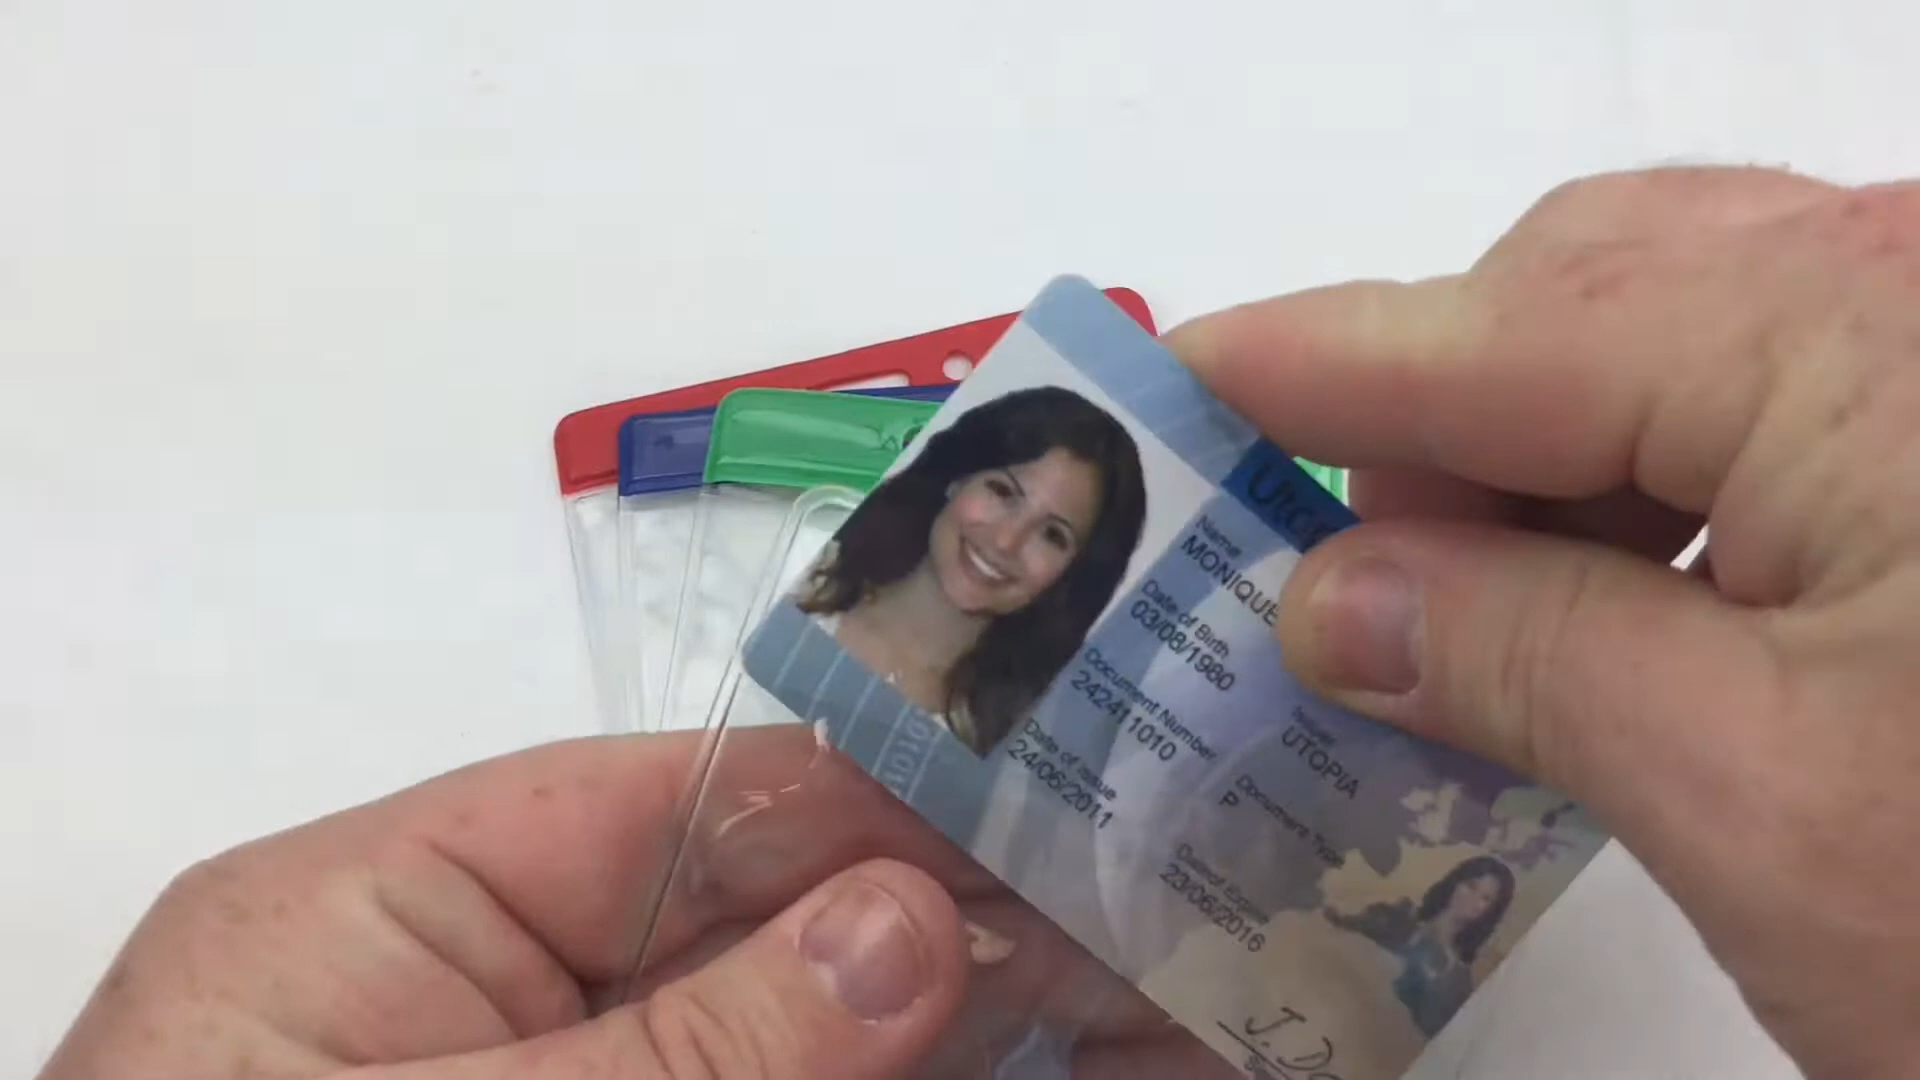 Name
MONIQUE
Date of Birth
03/08/1980
Document Number
242411010
Issuer
UTOPIA
Date of Issue
24/06/2011
Document Type
P
Date of Expire
23/06/2016